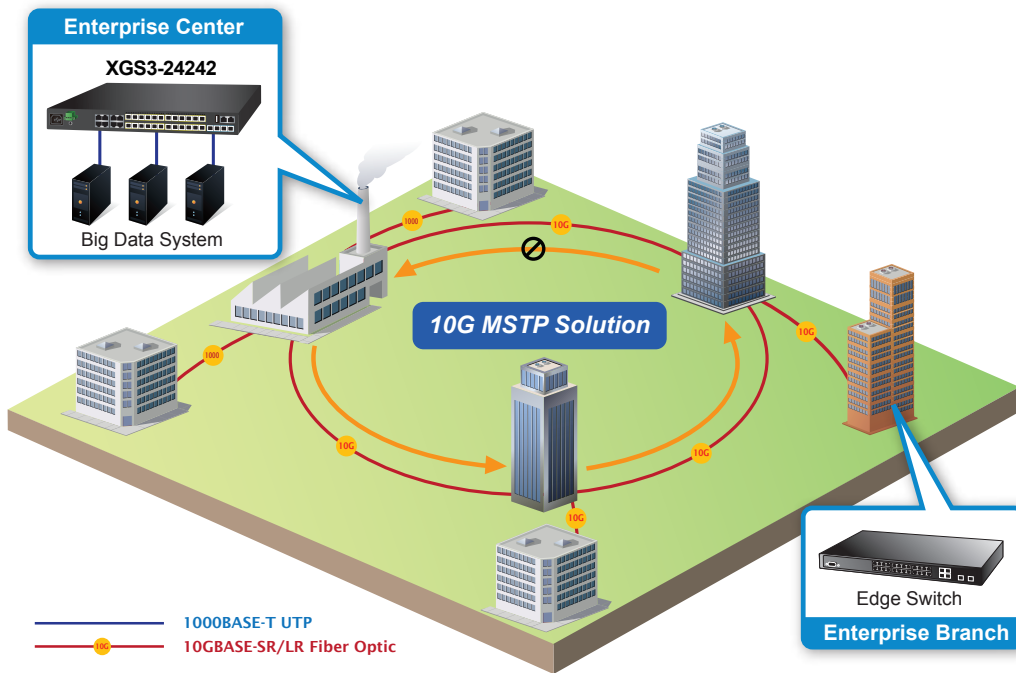 Enterprise Center
XGS3-24242
Big Data System
1000
10G
10G MSTP Solution
10G
1000
10G
10G
10G
Edge Switch
Enterprise Branch
1000BASE-T UTP
10G
10GBASE-SR/LR Fiber Optic